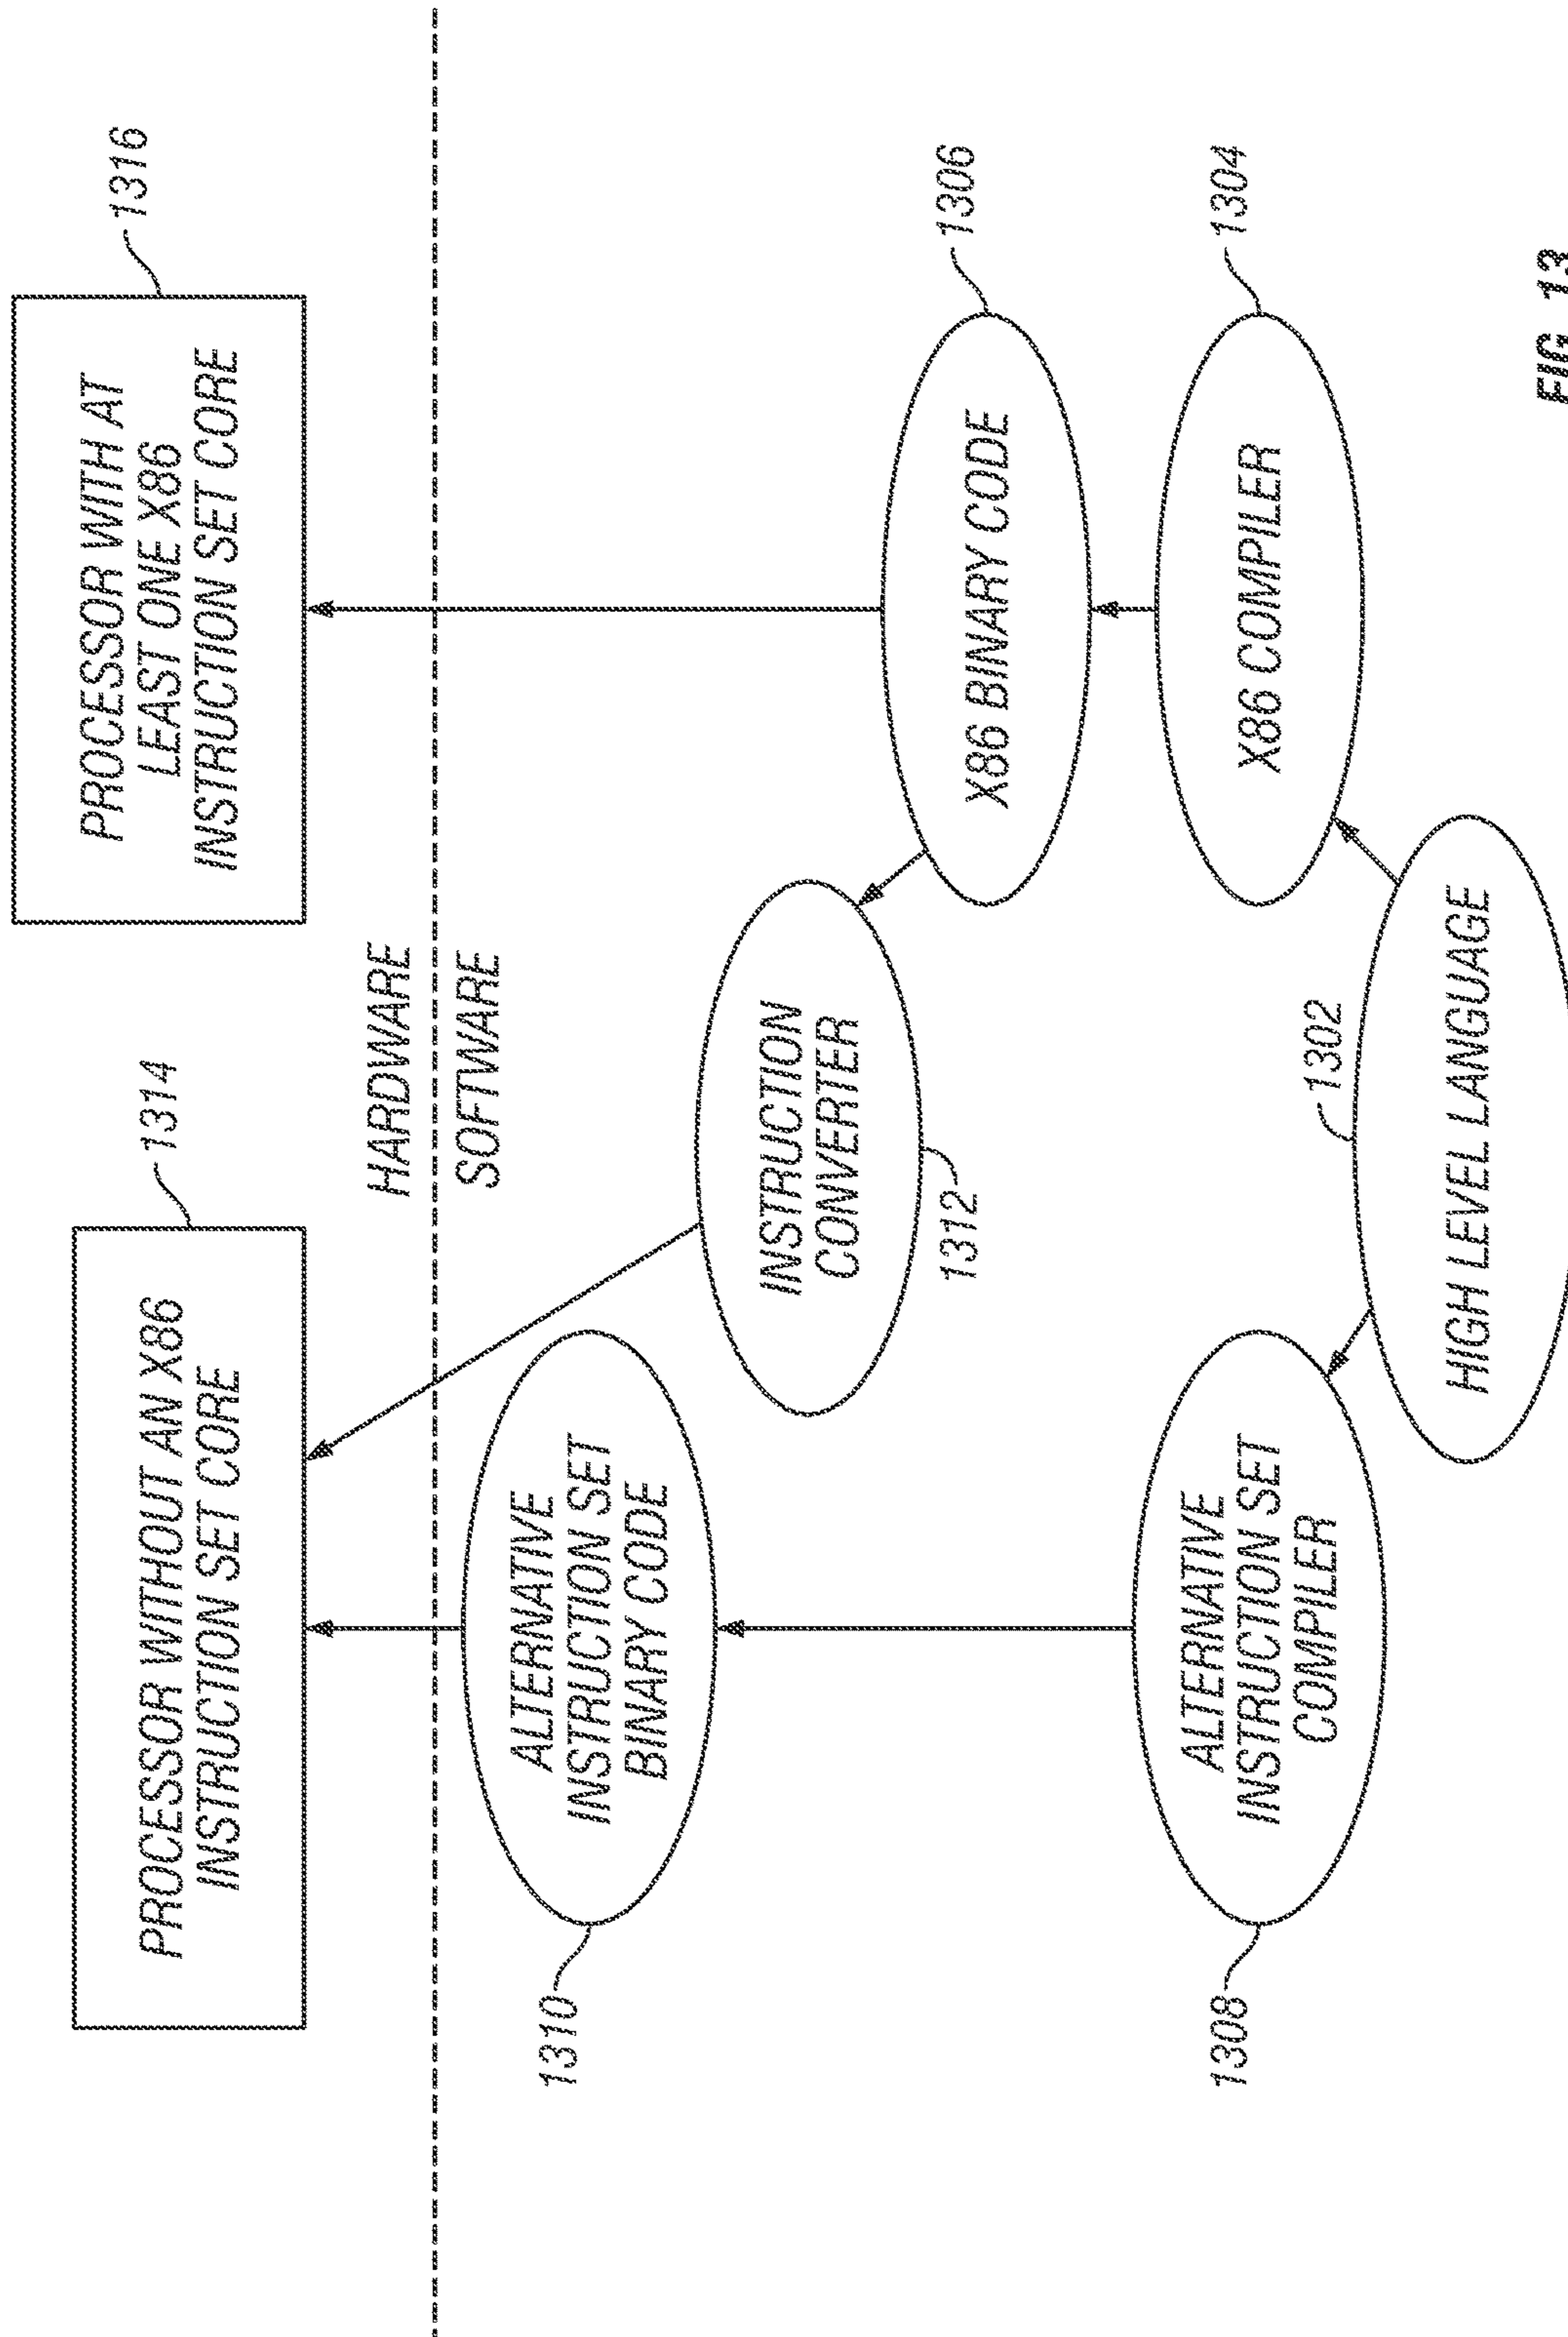 PROCESSOR WITHOUT AN X86
INSTRUCTION SET CORE
1314
PROCESSOR WITH AT
LEAST ONE X86
INSTRUCTION SET CORE
1316
HARDWARE
SOFTWARE
1310
ALTERNATIVE
INSTRUCTION SET
BINARY CODE
INSTRUCTION
CONVERTER
1312
X86 BINARY CODE
1306
1308
ALTERNATIVE
INSTRUCTION SET
COMPILER
X86 COMPILER
1304
1302
HIGH LEVEL LANGUAGE
FIG. 13